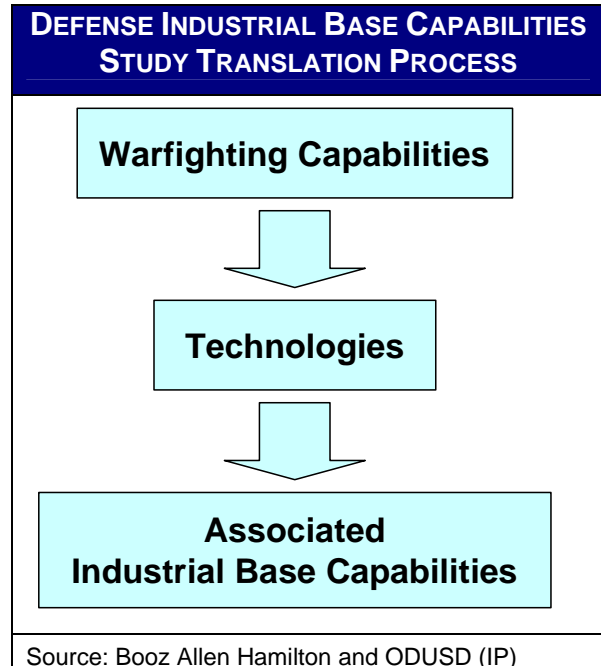 DEFENSE INDUSTRIAL BASE CAPABILITIES
STUDY TRANSLATION PROCESS
Warfighting Capabilities
Technologies
Associated
Industrial Base Capabilities
Source: Booz Allen Hamilton and ODUSD (IP)